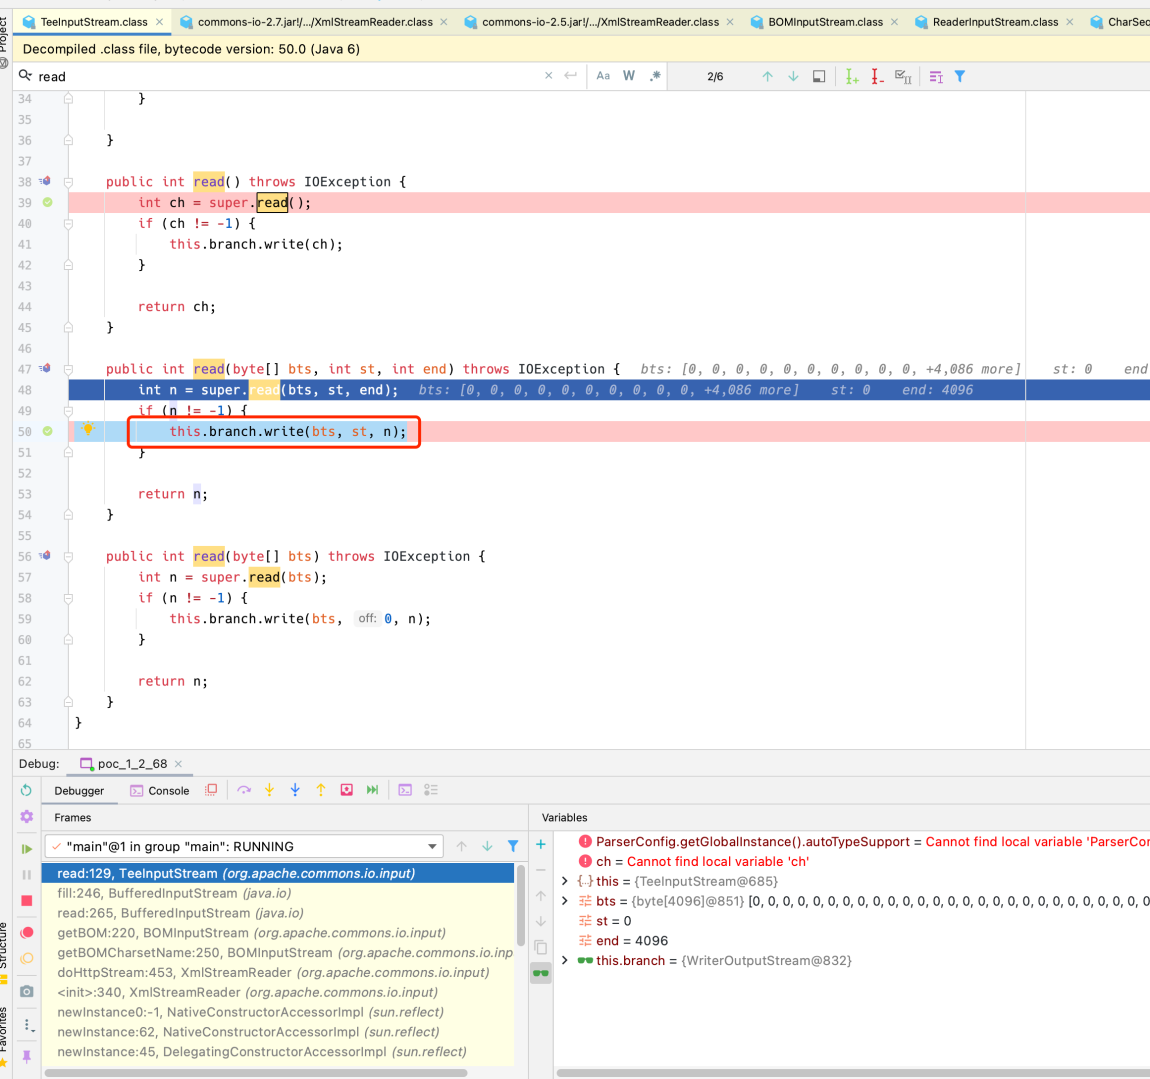 Project
TeeInputStream.class × commons-io-2.7.jar!/.../XmlStreamReader.class × commons-io-2.5.jar!/.../XmlStreamReader.class × BOMInputStream.class × ReaderInputStream.class × CharSec
Decompiled .class file, bytecode version: 50.0 (Java 6)
read × Aa W .* 2/6
34 }
35
36 }
37
38 public int read() throws IOException {
39 int ch = super.read();
40 if (ch != -1) {
41 this.branch.write(ch);
42 }
43
44 return ch;
45 }
46
47 public int read(byte[] bts, int st, int end) throws IOException { bts: [0, 0, 0, 0, 0, 0, 0, 0, 0, 0, +4,086 more] st: 0 end
48 int n = super.read(bts, st, end); bts: [0, 0, 0, 0, 0, 0, 0, 0, 0, 0, +4,086 more] st: 0 end: 4096
49 if (n != -1) {
50 this.branch.write(bts, st, n);
51 }
52
53 return n;
54 }
55
56 public int read(byte[] bts) throws IOException {
57 int n = super.read(bts);
58 if (n != -1) {
59 this.branch.write(bts, off: 0, n);
60 }
61
62 return n;
63 }
64 }
65
Debug: poc_1_2_68 ×
Debugger Console
Frames
"main"@1 in group "main": RUNNING
read:129, TeeInputStream (org.apache.commons.io.input)
fill:246, BufferedInputStream (java.io)
read:265, BufferedInputStream (java.io)
getBOM:220, BOMInputStream (org.apache.commons.io.input)
getBOMCharsetName:250, BOMInputStream (org.apache.commons.io.inp
doHttpStream:453, XmlStreamReader (org.apache.commons.io.input)
<init>:340, XmlStreamReader (org.apache.commons.io.input)
newInstance0:-1, NativeConstructorAccessorImpl (sun.reflect)
newInstance:62, NativeConstructorAccessorImpl (sun.reflect)
newInstance:45, DelegatingConstructorAccessorImpl (sun.reflect)
Variables
ParserConfig.getGlobalInstance().autoTypeSupport = Cannot find local variable 'ParserCor
ch = Cannot find local variable 'ch'
this = {TeeInputStream@685}
bts = {byte[4096]@851} [0, 0, 0, 0, 0, 0, 0, 0, 0, 0, 0, 0, 0, 0, 0, 0, 0, 0, 0, 0, 0, 0, 0, 0, 0, 0, 0,
st = 0
end = 4096
this.branch = {WriterOutputStream@832}
Structure
Favorites